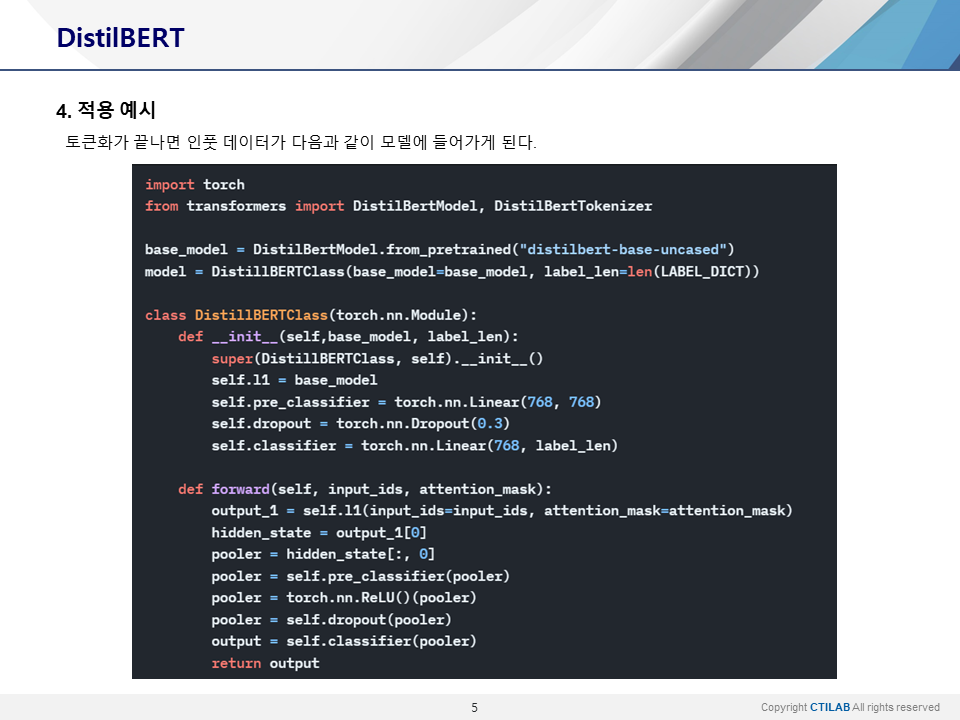 DistilBERT
4. 적용 예시
토큰화가 끝나면 인풋 데이터가 다음과 같이 모델에 들어가게 된다.
import torch
from transformers import DistilBertModel, DistilBertTokenizer
base_model = DistilBertModel.from_pretrained("distilbert-base-uncased")
model = DistillBERTClass(base_model=base_model, label_len=len(LABEL_DICT))
class DistillBERTClass(torch.nn.Module):
    def __init__(self,base_model, label_len):
        super(DistillBERTClass, self).__init__()
        self.l1 = base_model
        self.pre_classifier = torch.nn.Linear(768, 768)
        self.dropout = torch.nn.Dropout(0.3)
        self.classifier = torch.nn.Linear(768, label_len)
    def forward(self, input_ids, attention_mask):
        output_1 = self.l1(input_ids=input_ids, attention_mask=attention_mask)
        hidden_state = output_1[0]
        pooler = hidden_state[:, 0]
        pooler = self.pre_classifier(pooler)
        pooler = torch.nn.ReLU()(pooler)
        pooler = self.dropout(pooler)
        output = self.classifier(pooler)
        return output
5
Copyright CTILAB All rights reserved